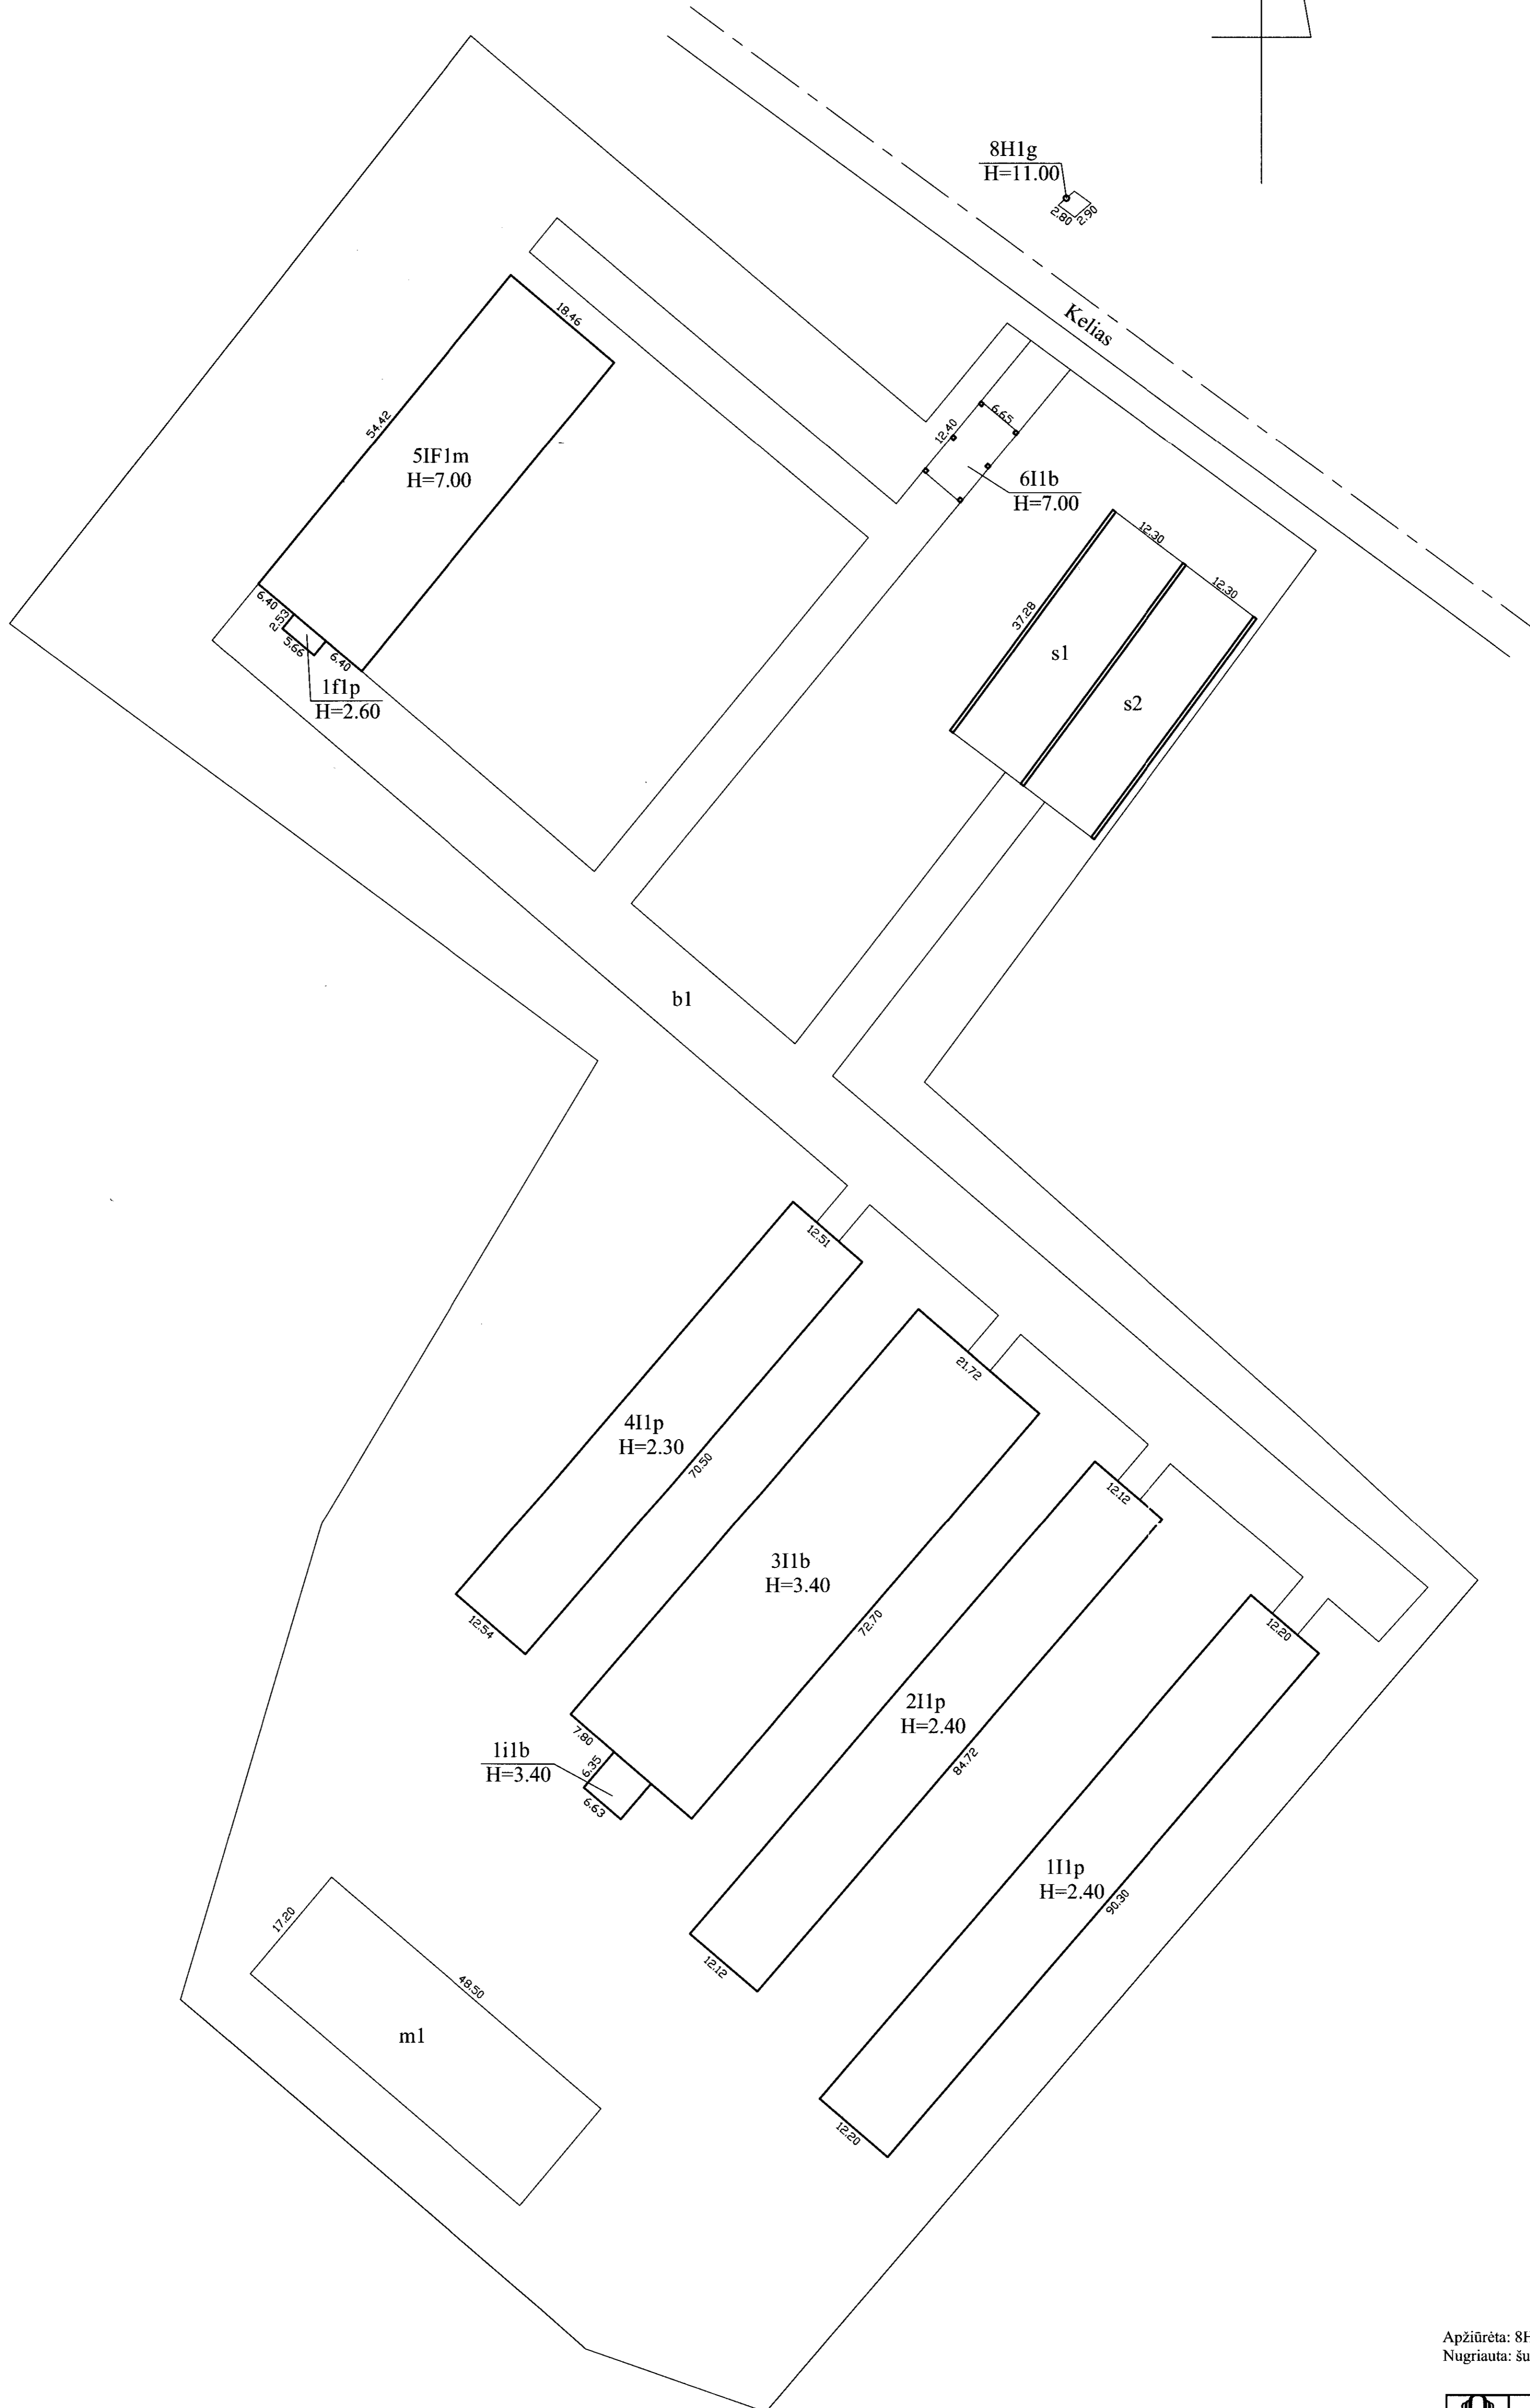 8H1g
H=11.00
2.80
2.90
Kelias
18.46
54.42
5IF1m
H=7.00
6.65
12.40
6I1b
H=7.00
12.30
12.30
37.28
s1
s2
6.40
2.53
5.66
6.40
1f1p
H=2.60
b1
12.51
21.72
4I1p
H=2.30
70.50
12.12
3I1b
H=3.40
72.70
12.54
12.20
2I1p
H=2.40
84.72
7.80
1i1b
H=3.40
6.35
6.63
1I1p
H=2.40
90.30
17.20
48.50
12.12
m1
12.20
Apžiūrėta: 8H
Nugriauta: šu